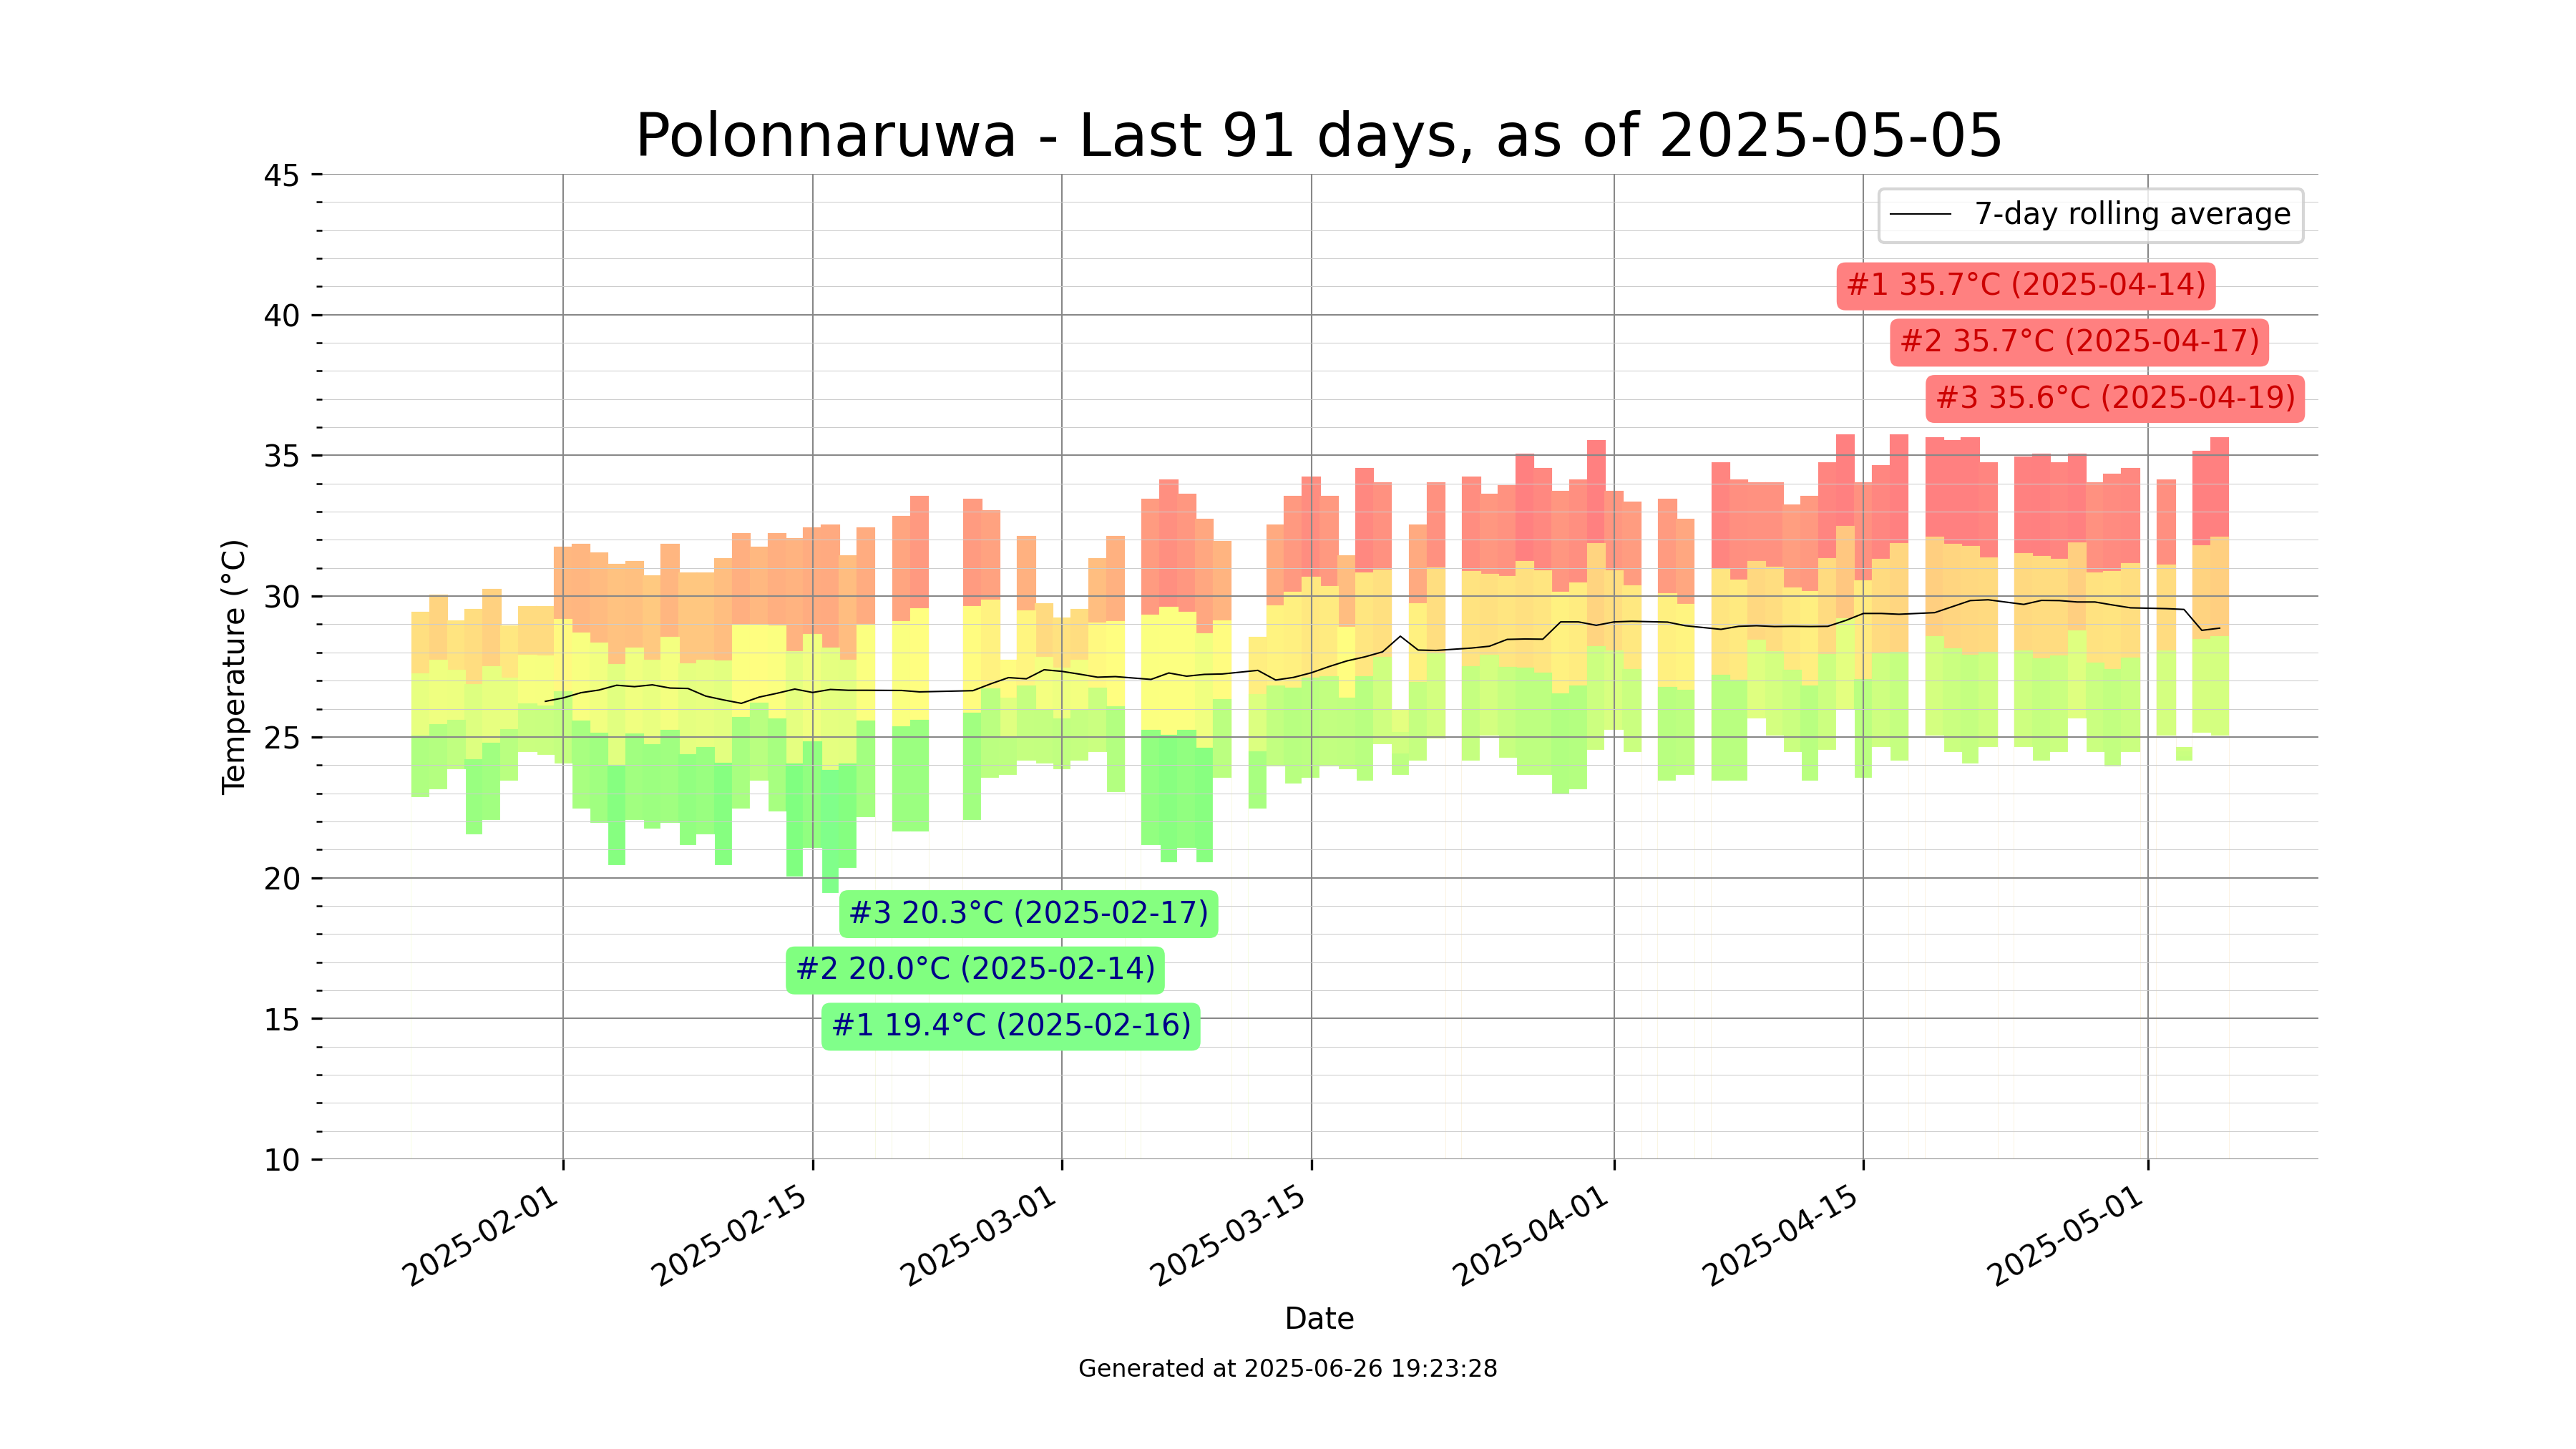 Polonnaruwa - Last 91 days, as of 2025-05-05
45
40
35
30
25
20
15
10
Temperature (°C)
7-day rolling average
#1 35.7°C (2025-04-14)
#2 35.7°C (2025-04-17)
#3 35.6°C (2025-04-19)
#3 20.3°C (2025-02-17)
#2 20.0°C (2025-02-14)
#1 19.4°C (2025-02-16)
2025-02-01
2025-02-15
2025-03-01
2025-03-15
2025-04-01
2025-04-15
2025-05-01
Date
Generated at 2025-06-26 19:23:28